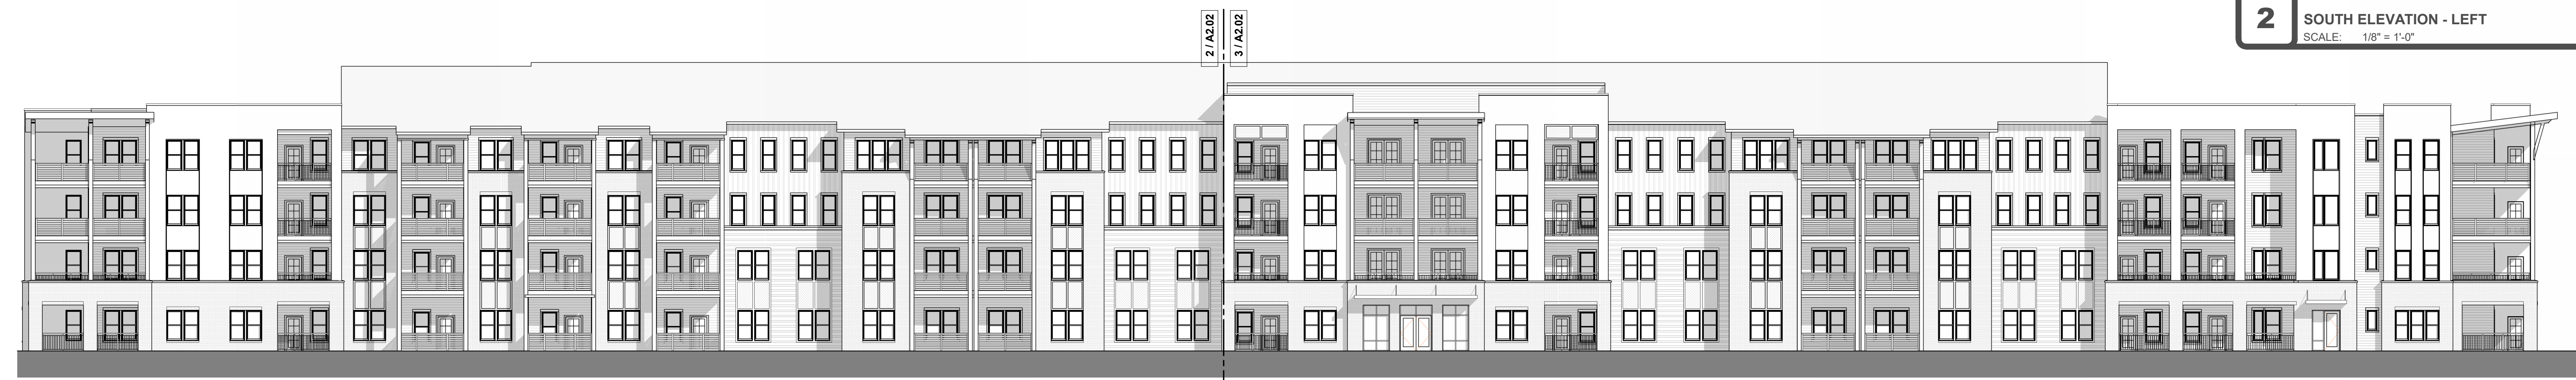 2 / A2.02
3 / A2.02
2
SOUTH ELEVATION - LEFT
SCALE: 1/8" = 1'-0"